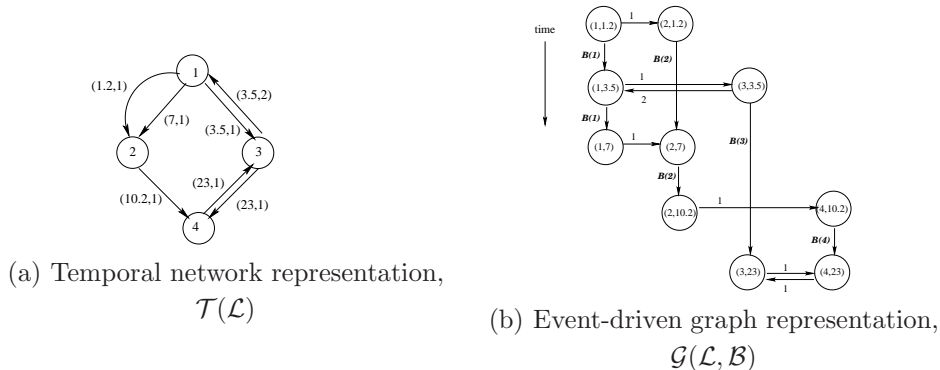 1
(1.2,1)
(3.5,2)
(7,1)
(3.5,1)
2
3
(10.2,1)
(23,1)
(23,1)
4
(a) Temporal network representation,
𝒯(ℒ)
time
(1,1.2)
1
(2,1.2)
B(1)
B(2)
(1,3.5)
1
2
(3,3.5)
B(1)
(1,7)
1
(2,7)
B(3)
B(2)
(2,10.2)
1
(4,10.2)
B(4)
(3,23)
1
1
(4,23)
(b) Event-driven graph representation,
𝒢(ℒ, ℬ)